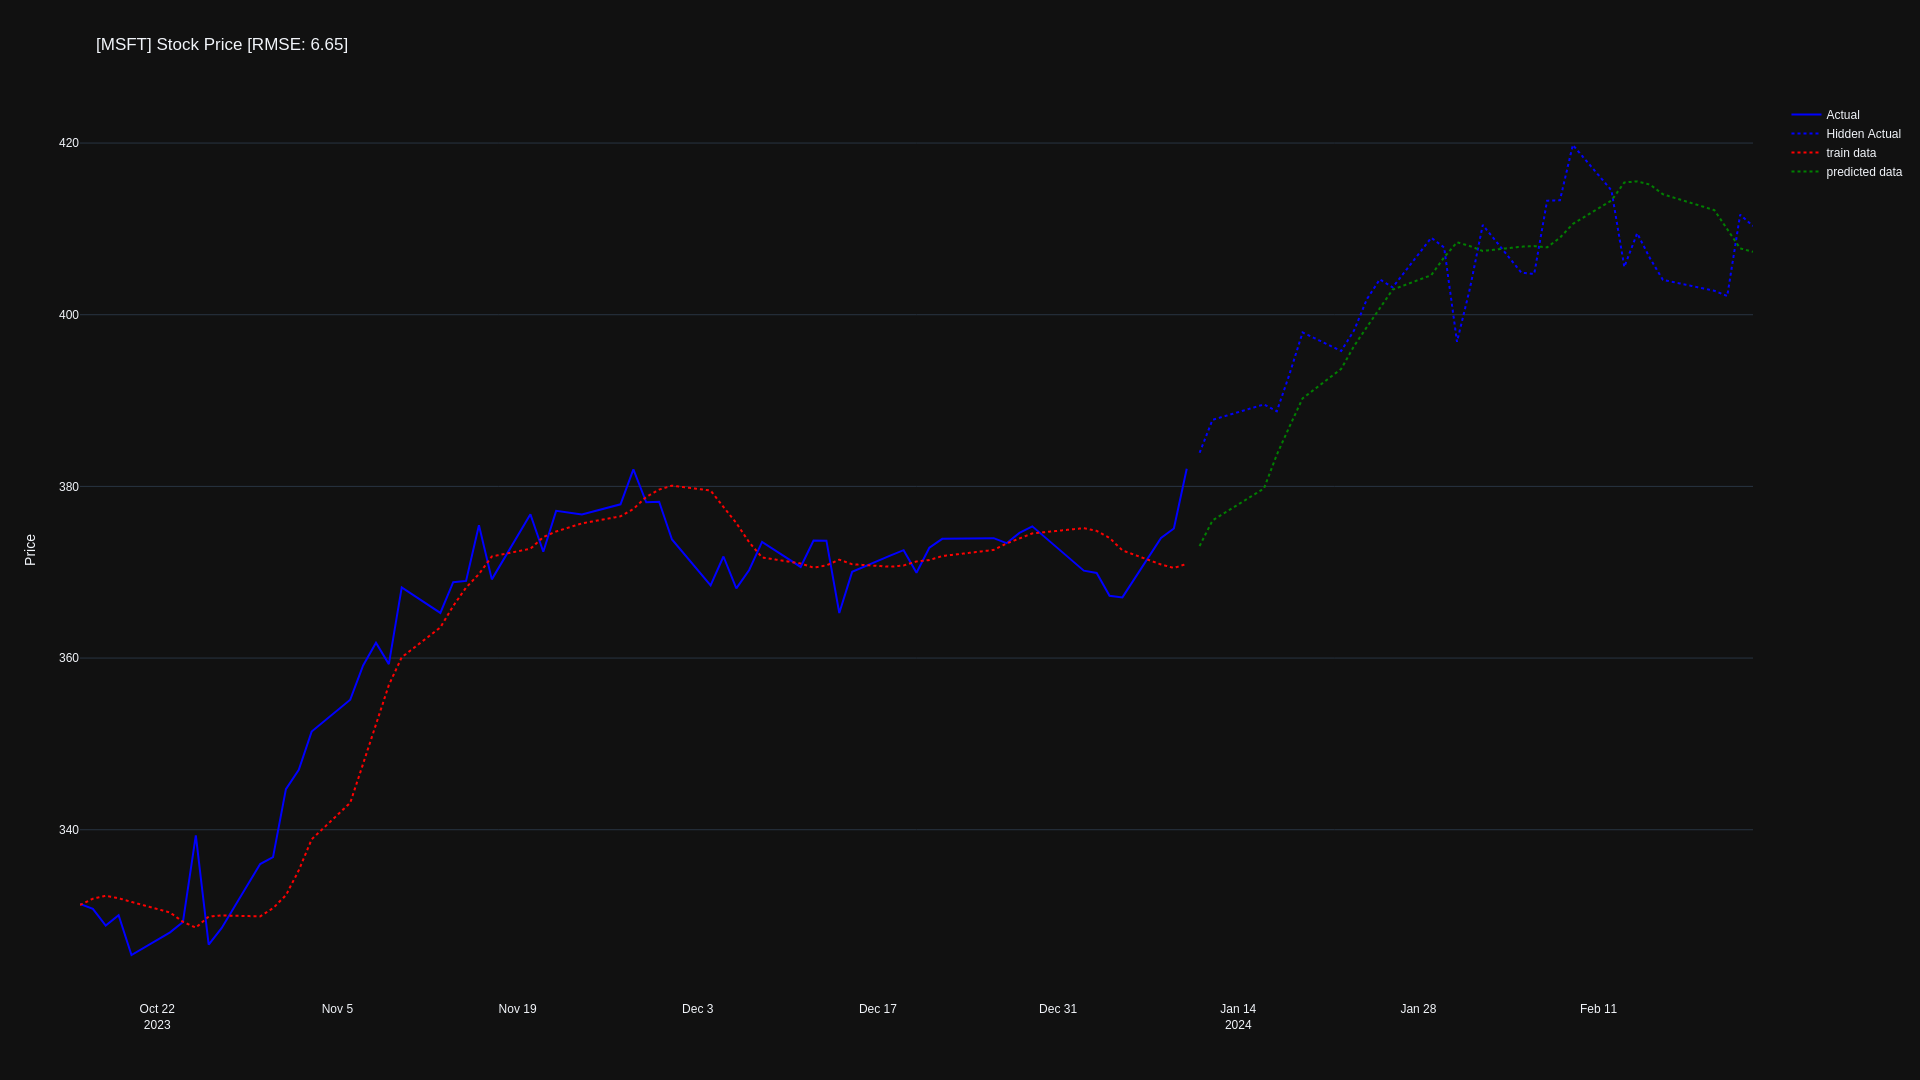 [MSFT] Stock Price [RMSE: 6.65]
Actual
Hidden Actual
train data
predicted data
420
400
380
360
340
Price
Oct 22
2023
Nov 5
Nov 19
Dec 3
Dec 17
Dec 31
Jan 14
2024
Jan 28
Feb 11